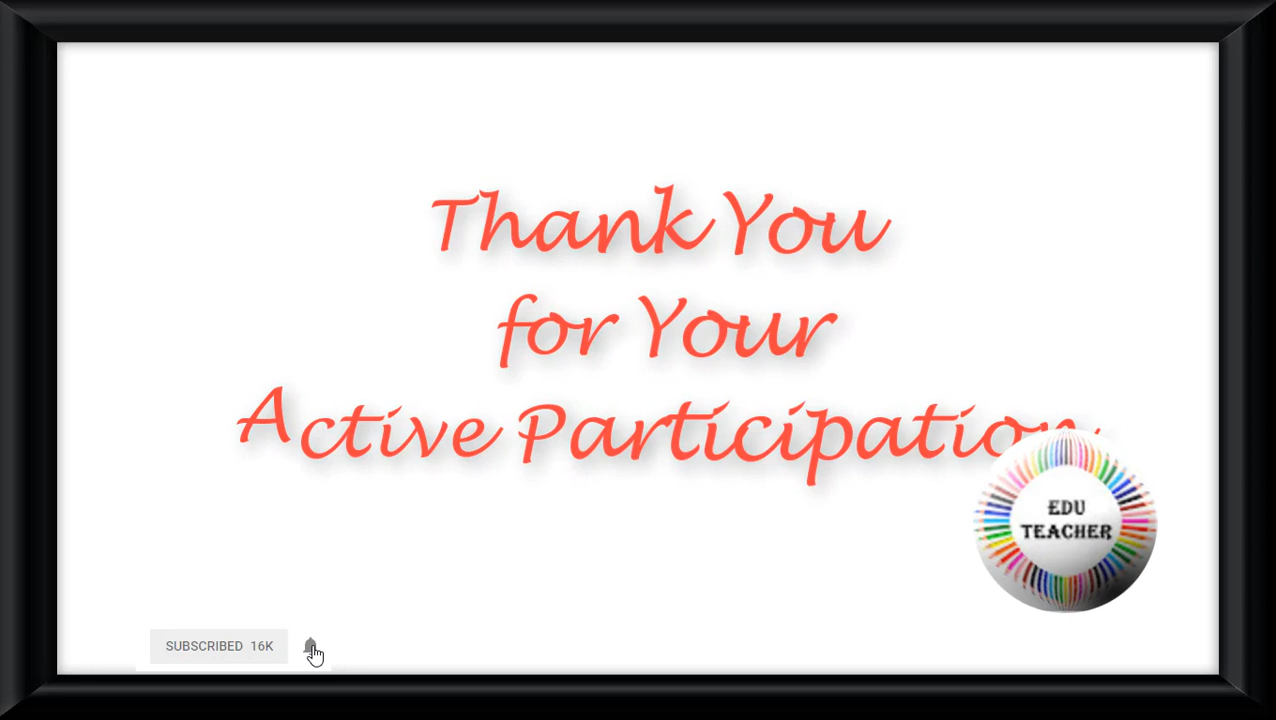 Thank You
for Your
Active Participation
EDU
TEACHER
SUBSCRIBED 16K